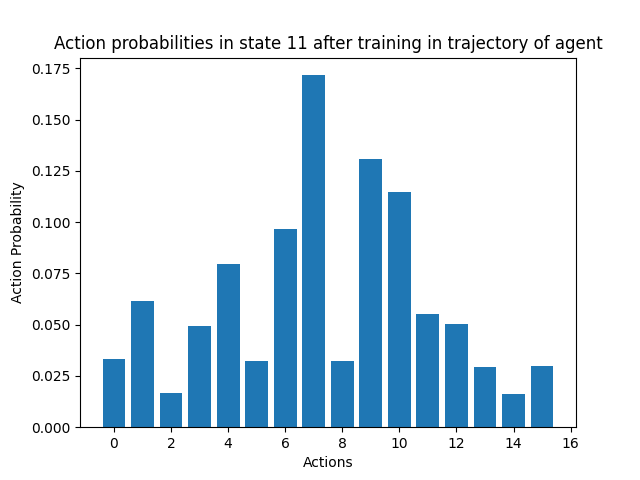 Action probabilities in state 11 after training in trajectory of agent
0.175
0.150
0.125
0.100
0.075
0.050
0.025
0.000
Action Probability
0 2 4 6 8 10 12 14 16
Actions